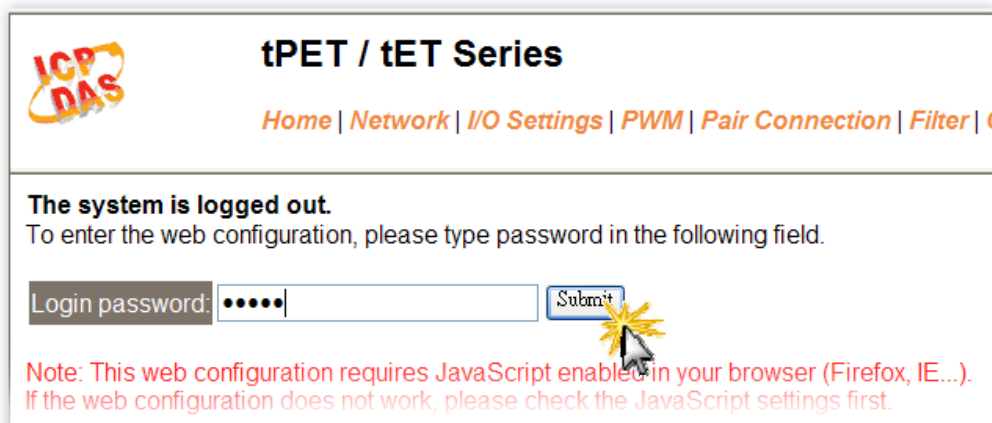 ICP
DAS
tPET / tET Series
Home | Network | I/O Settings | PWM | Pair Connection | Filter |
The system is logged out.
To enter the web configuration, please type password in the following field.
Login password: ••••• Submit
Note: This web configuration requires JavaScript enabled in your browser (Firefox, IE...).
If the web configuration does not work, please check the JavaScript settings first.